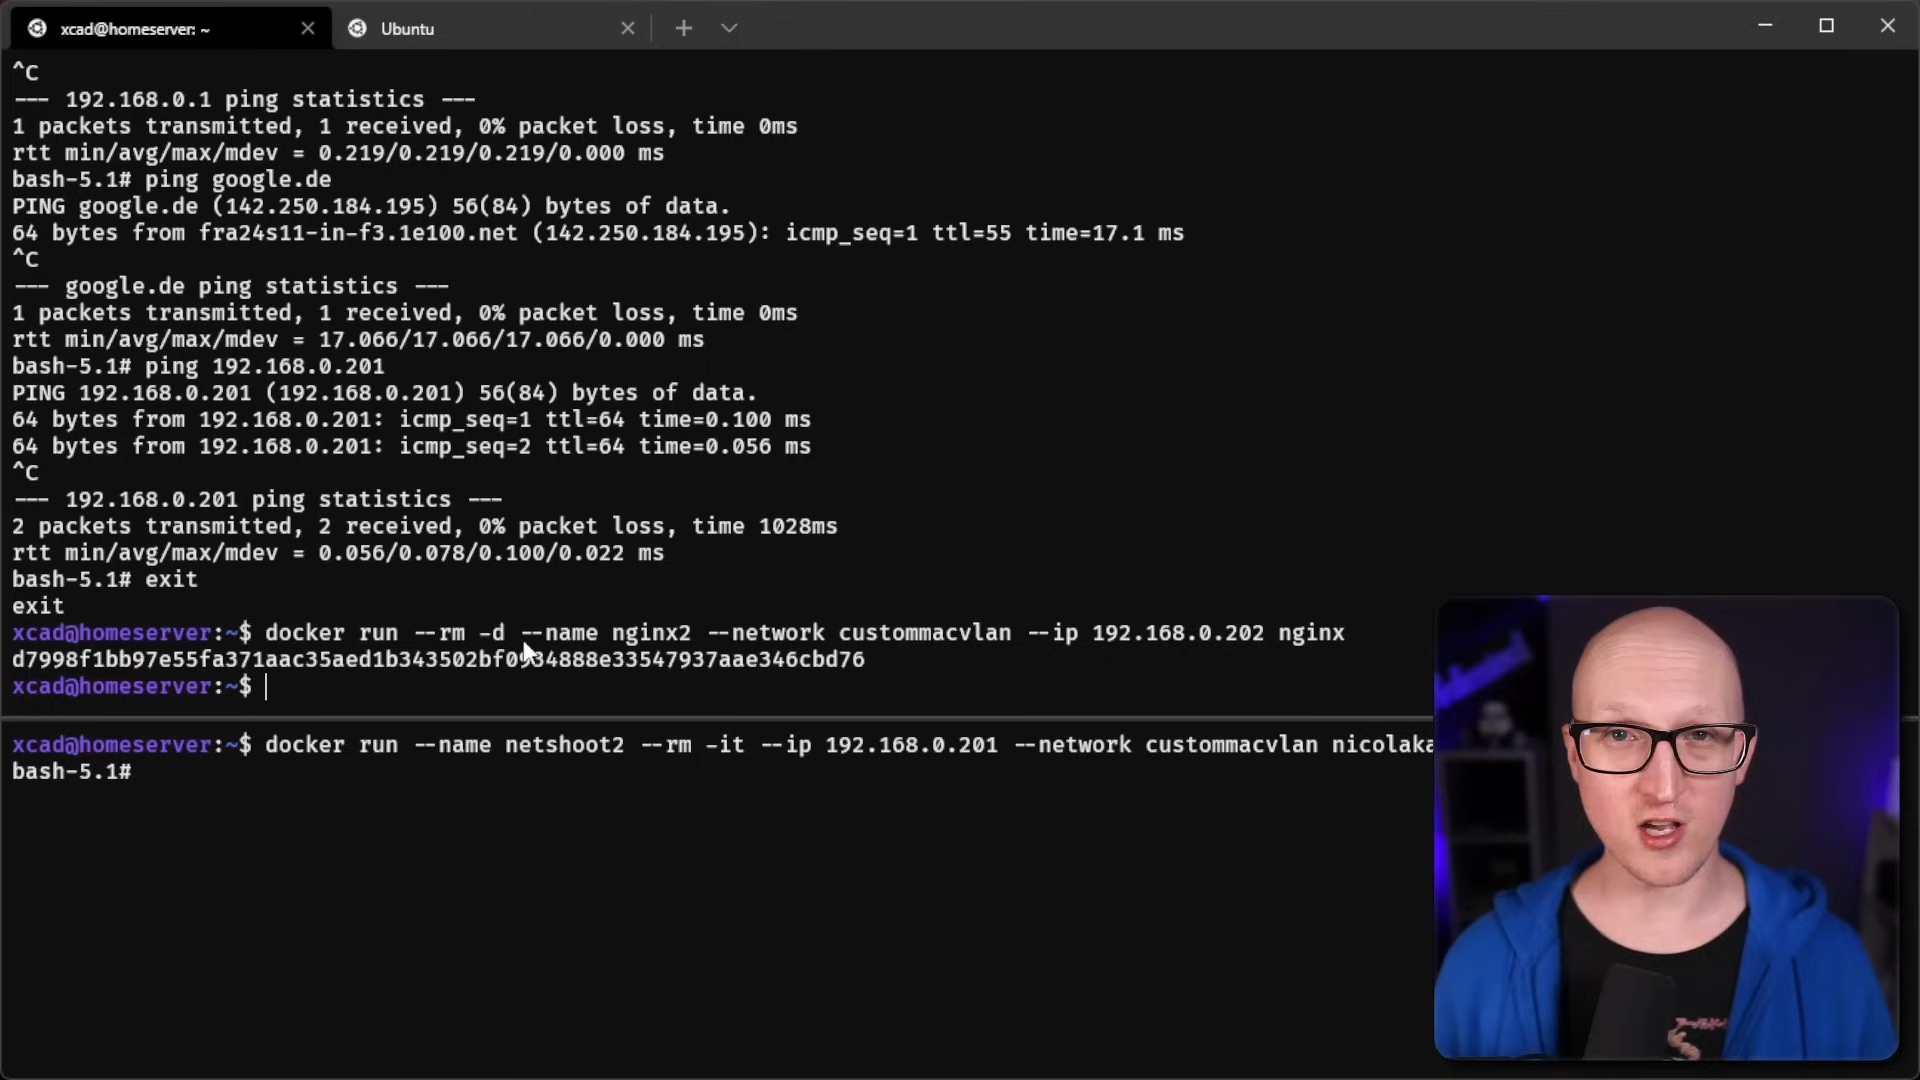 xcad@homeserver: ~
Ubuntu
^C
--- 192.168.0.1 ping statistics ---
1 packets transmitted, 1 received, 0% packet loss, time 0ms
rtt min/avg/max/mdev = 0.219/0.219/0.219/0.000 ms
bash-5.1# ping google.de
PING google.de (142.250.184.195) 56(84) bytes of data.
64 bytes from fra24s11-in-f3.1e100.net (142.250.184.195): icmp_seq=1 ttl=55 time=17.1 ms
^C
--- google.de ping statistics ---
1 packets transmitted, 1 received, 0% packet loss, time 0ms
rtt min/avg/max/mdev = 17.066/17.066/17.066/0.000 ms
bash-5.1# ping 192.168.0.201
PING 192.168.0.201 (192.168.0.201) 56(84) bytes of data.
64 bytes from 192.168.0.201: icmp_seq=1 ttl=64 time=0.100 ms
64 bytes from 192.168.0.201: icmp_seq=2 ttl=64 time=0.056 ms
^C
--- 192.168.0.201 ping statistics ---
2 packets transmitted, 2 received, 0% packet loss, time 1028ms
rtt min/avg/max/mdev = 0.056/0.078/0.100/0.022 ms
bash-5.1# exit
exit
xcad@homeserver:~$ docker run --rm -d --name nginx2 --network custommacvlan --ip 192.168.0.202 nginx
d7998f1bb97e55fa371aac35aed1b343502bf0934888e33547937aae346cbd76
xcad@homeserver:~$
xcad@homeserver:~$ docker run --name netshoot2 --rm -it --ip 192.168.0.201 --network custommacvlan nicolaka
bash-5.1#